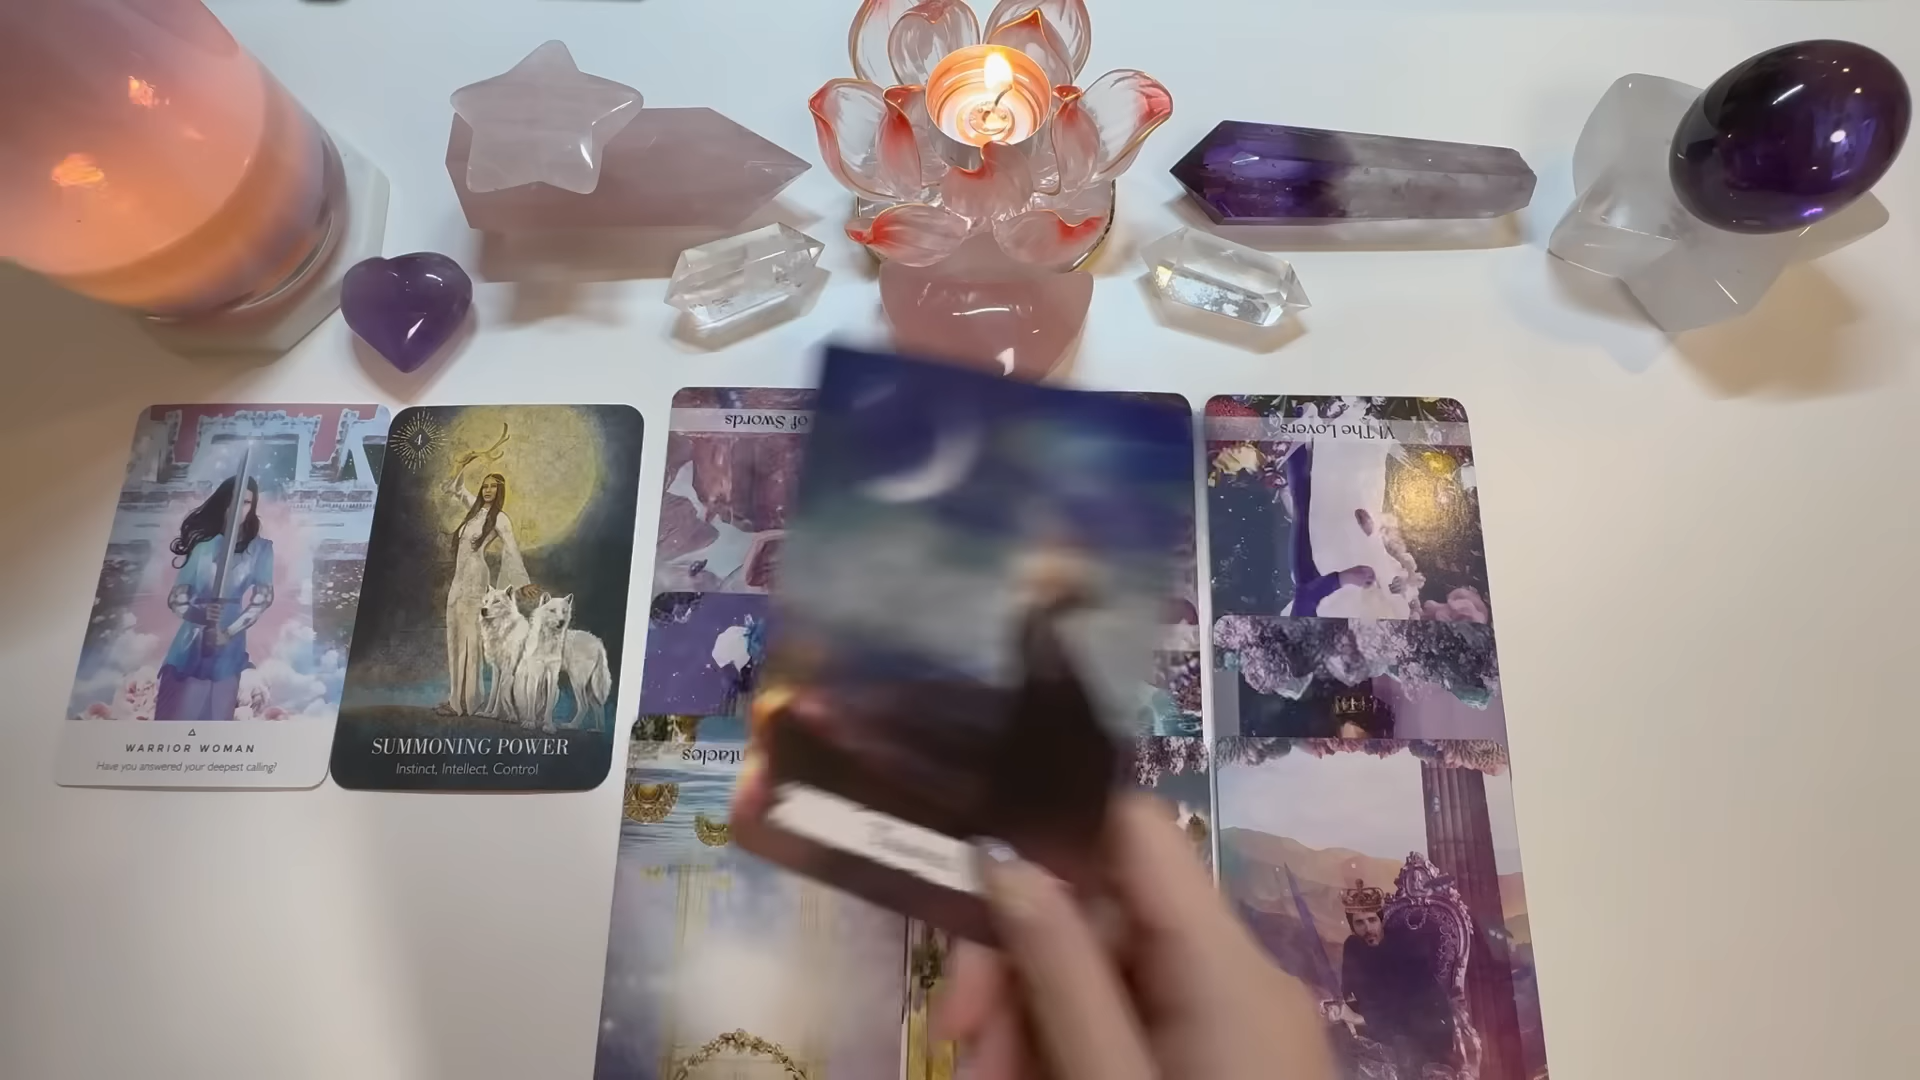 of Swords
VI The Lovers
4
WARRIOR WOMAN
Have you answered your deepest calling?
SUMMONING POWER
Instinct, Intellect, Control
ntacles